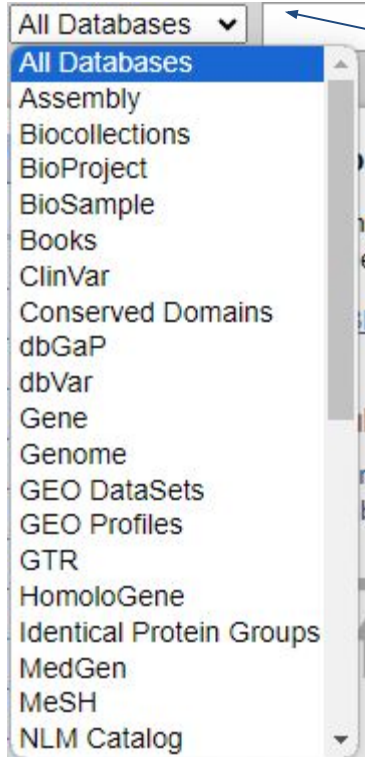 All Databases
All Databases
Assembly
Biocollections
BioProject
BioSample
Books
ClinVar
Conserved Domains
dbGaP
dbVar
Gene
Genome
GEO DataSets
GEO Profiles
GTR
HomoloGene
Identical Protein Groups
MedGen
MeSH
NLM Catalog